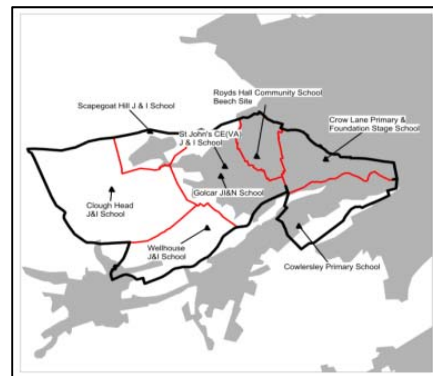 Royds Hall Community School
Beech Site
Scapegoat Hill J & I School
Crow Lane Primary &
Foundation Stage School
St John's CE(VA)
J & I School
Golcar JI&N School
Clough Head
J&I School
Wellhouse
J&I School
Cowlersley Primary School